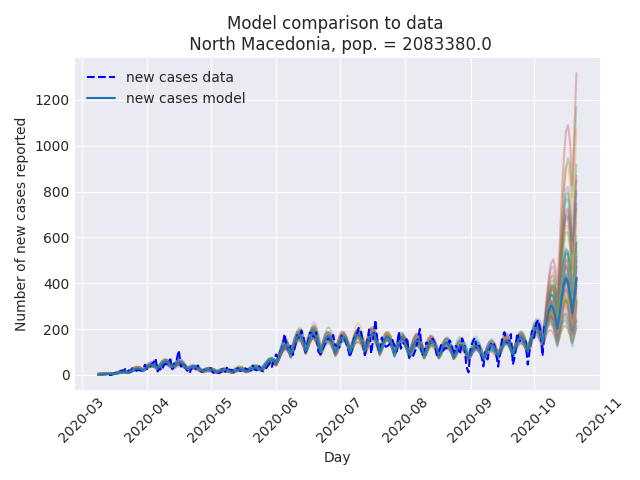 Model comparison to data
North Macedonia, pop. = 2083380.0
new cases data
new cases model
Number of new cases reported
1200
1000
800
600
400
200
0
2020-03
2020-04
2020-05
2020-06
2020-07
2020-08
2020-09
2020-10
2020-11
Day